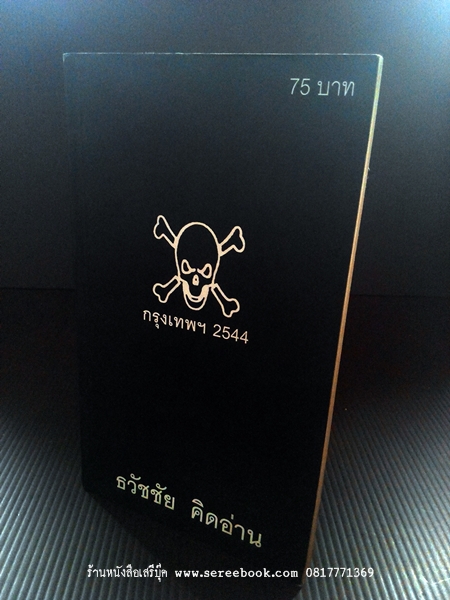 75 บาท
กรุงเทพฯ 2544
ธวัชชัย คิดอ่าน
ร้านหนังสือเสรีบุ๊ค www.sereebook.com 0817771369